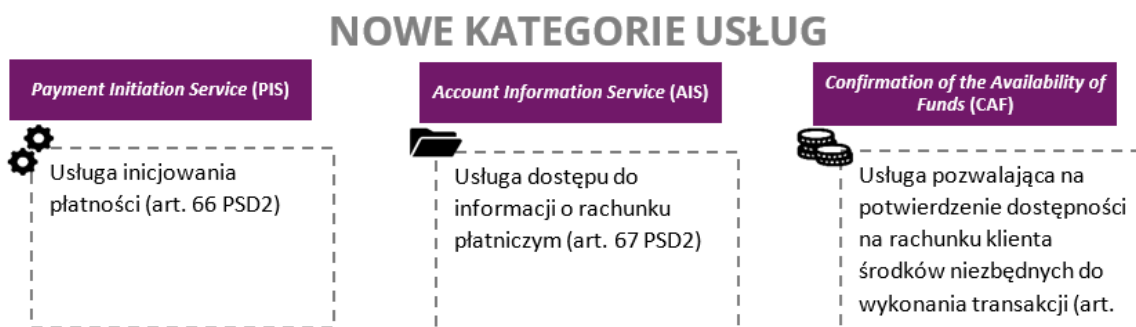 NOWE KATEGORIE USŁUG
Payment Initiation Service (PIS)
Usługa inicjowania
płatności (art. 66 PSD2)
Account Information Service (AIS)
Usługa dostępu do
informacji o rachunku
płatniczym (art. 67 PSD2)
Confirmation of the Availability of
Funds (CAF)
Usługa pozwalająca na
potwierdzenie dostępności
na rachunku klienta
środków niezbędnych do
wykonania transakcji (art.